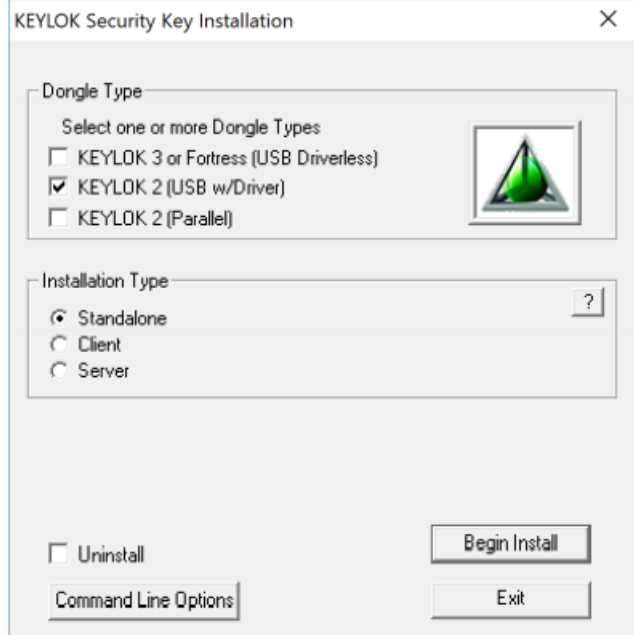 KEYLOK Security Key Installation
Dongle Type
Select one or more Dongle Types
KEYLOK 3 or Fortress (USB Driverless)
KEYLOK 2 (USB w/Driver)
KEYLOK 2 (Parallel)
Installation Type
?
Standalone
Client
Server
Uninstall
Begin Install
Command Line Options
Exit